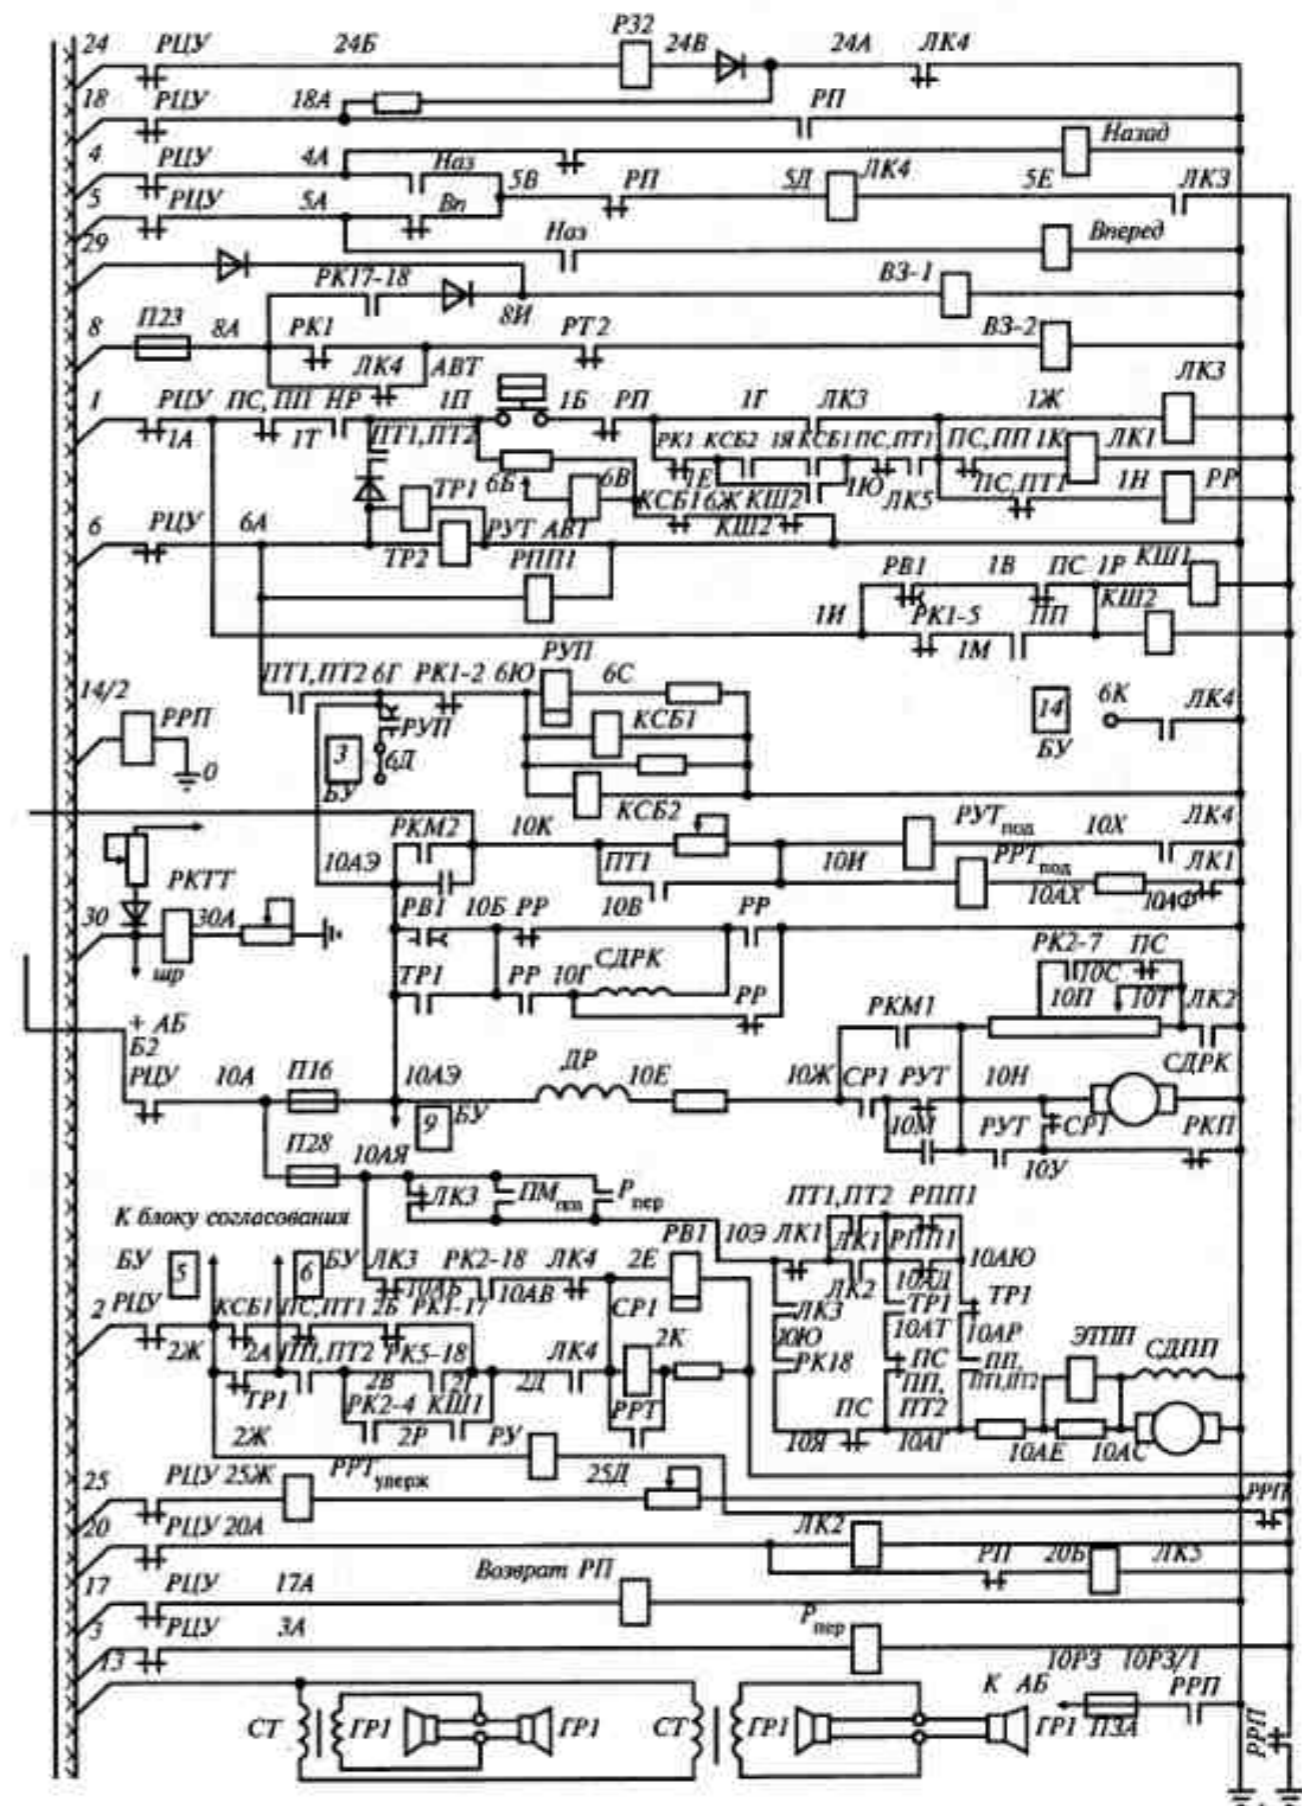 Р32
24 РЦУ 24Б 24В 24А ЛК4
18 РЦУ 18А РП
Назад
4 РЦУ 4А Наз 5В РП 5Д ЛК4 5Е ЛК3
5 РЦУ 5А Вп
29 Наз Вперед
РК17-18 8И ВЗ-1
8 П23 8А РК1 РТ2 ВЗ-2
ЛК4 АВТ ЛК3
1 РЦУ ПС, ПП НР 1П 1Б РП 1Г ЛК3 1Ж
1А 1Т ПТ1,ПТ2 РК1 КСБ2 1Я КСБ1 ПС,ПТ1 ПС,ПП 1К ЛК1
ТР1 6Б 6В 1Е 1Ю ЛК5 ПС,ПТ1 1Н РР
КСБ1 6Ж КШ2
6 РЦУ 6А РУТ АВТ КШ2
ТР2 РПП1
РВ1 1В ПС 1Р КШ1
КШ2
1И РК1-5 1М ПП
РУП
ПТ1,ПТ2 6Г РК1-2 6Ю 6С
14/2 РРП 14 6К ЛК4
РУП КСБ1
3 6Д БУ
0 БУ
КСБ2
РКМ2 10К РУТпод 10Х ЛК4
10АЭ ПТ1 10И РРТпод ЛК1
РКТТ 10АХ 10АФ
30 30А РВ1 10Б РР 10В РР
шр СДРК РК2-7 ПС
ТР1 РР 10Г 10С
РР 10П 10Т ЛК2
+ АБ РКМ1
Б2
РЦУ 10А П16 10АЭ ДР 10Е 10Ж СР1 РУТ 10Н СДРК
9 БУ 10М РУТ СР1 РКП
П28 10АЯ 10У
ЛК3 ПМпод Рпер ПТ1,ПТ2 РПП1
К блоку согласования
БУ 5 6 БУ ЛК3 РК2-18 ЛК4 2Е РВ1 10Э ЛК1 ЛК1 РПП1 10АЮ
10АБ 10АВ ЛК2 10АД
2 РЦУ КСБ1 ПС,ПТ1 2Б РК1-17 СР1 ЛК3 ТР1 ТР1
10Ю 10АТ 10АР
2Ж 2А ПП,ПТ2 РК5-18 ЛК4 2К РК18 ПС ПП, ЭТПП СДПП
ТР1 2В 2Г 2Д ПП, ПТ1,ПТ2
РК2-4 КШ1 РРТ ПС ПТ2
2Ж 2Р РУ 10Я 10АГ 10АЕ 10АС
25 РЦУ 25Ж РРТудерж 25Д РРП
20 РЦУ 20А ЛК2
РП 20Б ЛК5
17 РЦУ 17А Возврат РП
3 РЦУ 3А Рпер
13 10РЗ 10РЗ/1
К АБ РРП
СТ ГР1 ГР1 СТ ГР1 ГР1 ПЗА РРП